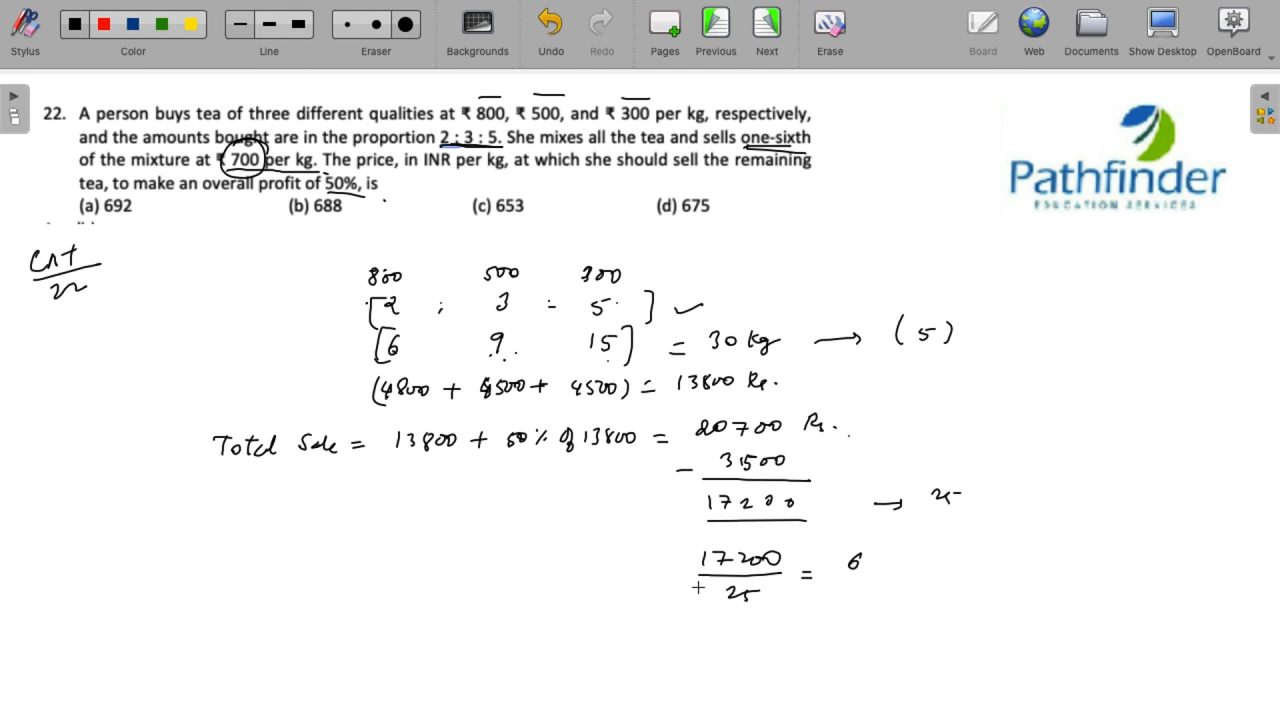 Stylus Color Line Eraser Backgrounds Undo Redo Pages Previous Next Erase Board Web Documents Show Desktop OpenBoard
22. A person buys tea of three different qualities at ₹ 800, ₹ 500, and ₹ 300 per kg, respectively,
and the amounts bought are in the proportion 2 : 3 : 5. She mixes all the tea and sells one-sixth
of the mixture at ₹ 700 per kg. The price, in INR per kg, at which she should sell the remaining
tea, to make an overall profit of 50%, is
(a) 692 (b) 688 (c) 653 (d) 675
Pathfinder
EDUCATION SERVICES
CAT
22
800 500 300
[2 : 3 : 5]
[6 9 15] = 30 kg → (5)
(4800 + 4500 + 4500) = 13800 Rs.
Total Sale = 13800 + 50% of 13800 = 20700 Rs.
- 3500
17200 → 25
17200
25
= 6